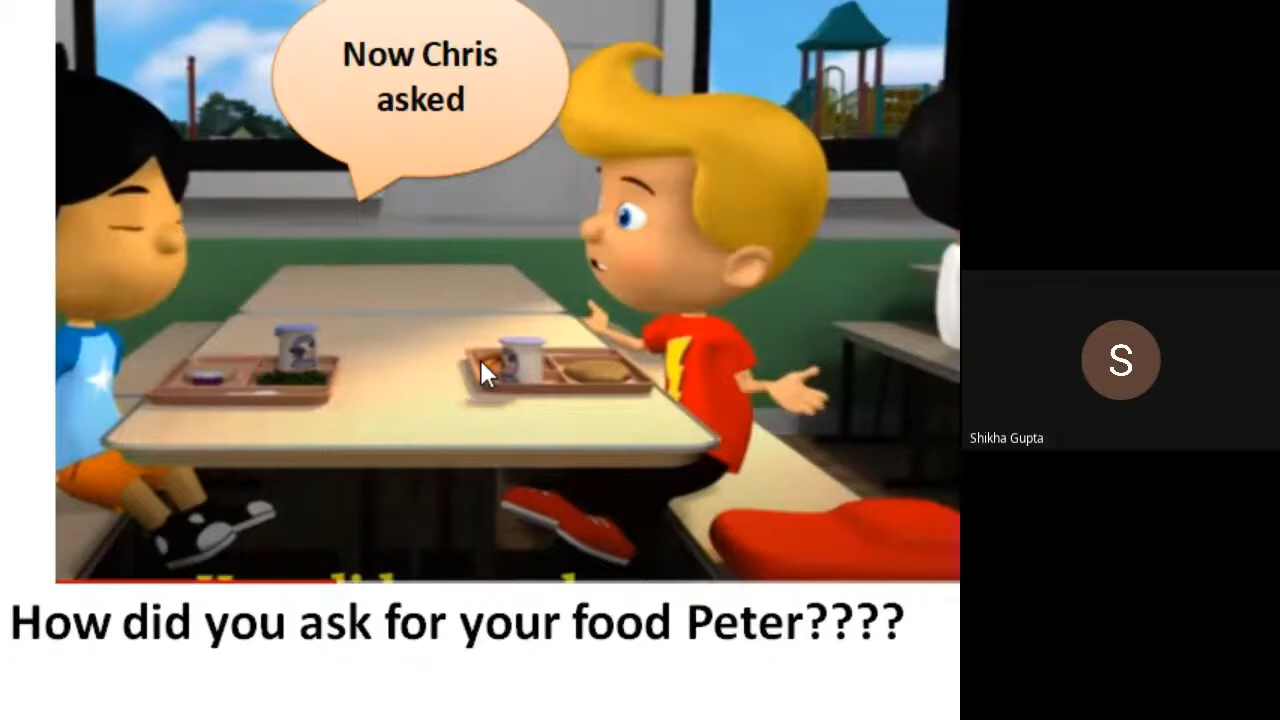 Now Chris
asked
How did you ask for your food Peter????
S
Shikha Gupta